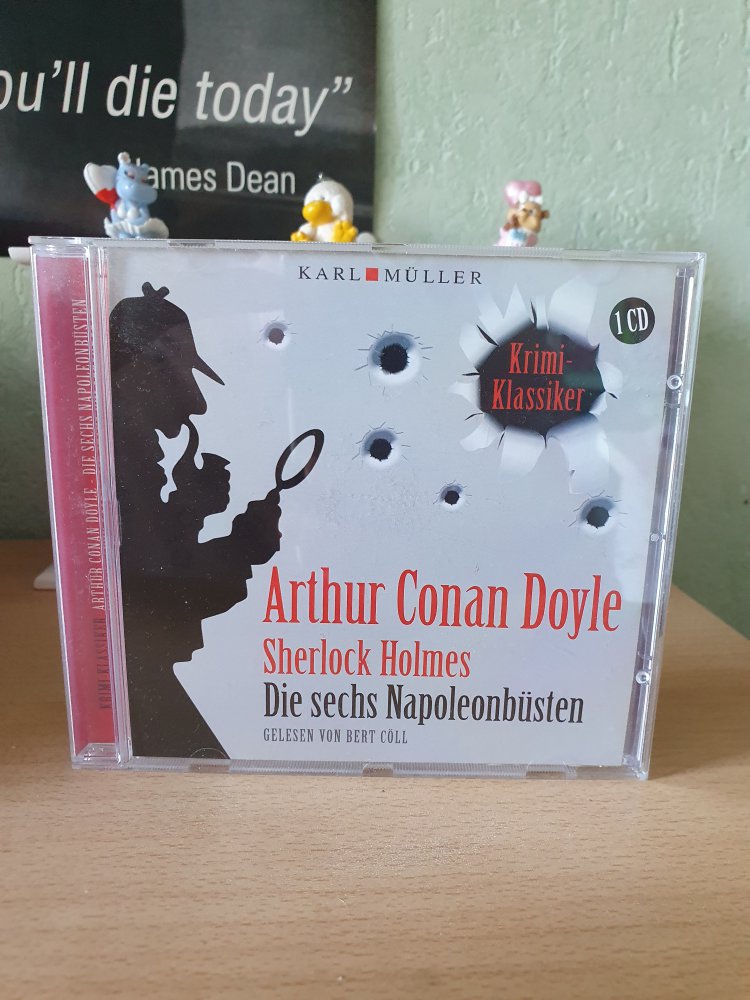 ou'll die today"
James Dean
KARL MÜLLER
1 CD
Krimi-
Klassiker
Arthur Conan Doyle
Sherlock Holmes
Die sechs Napoleonbüsten
GELESEN VON BERT CÖLL
KRIMI KLASSIKER ARTHUR CONAN DOYLE - DIE SECHS NAPOLEONBÜSTEN